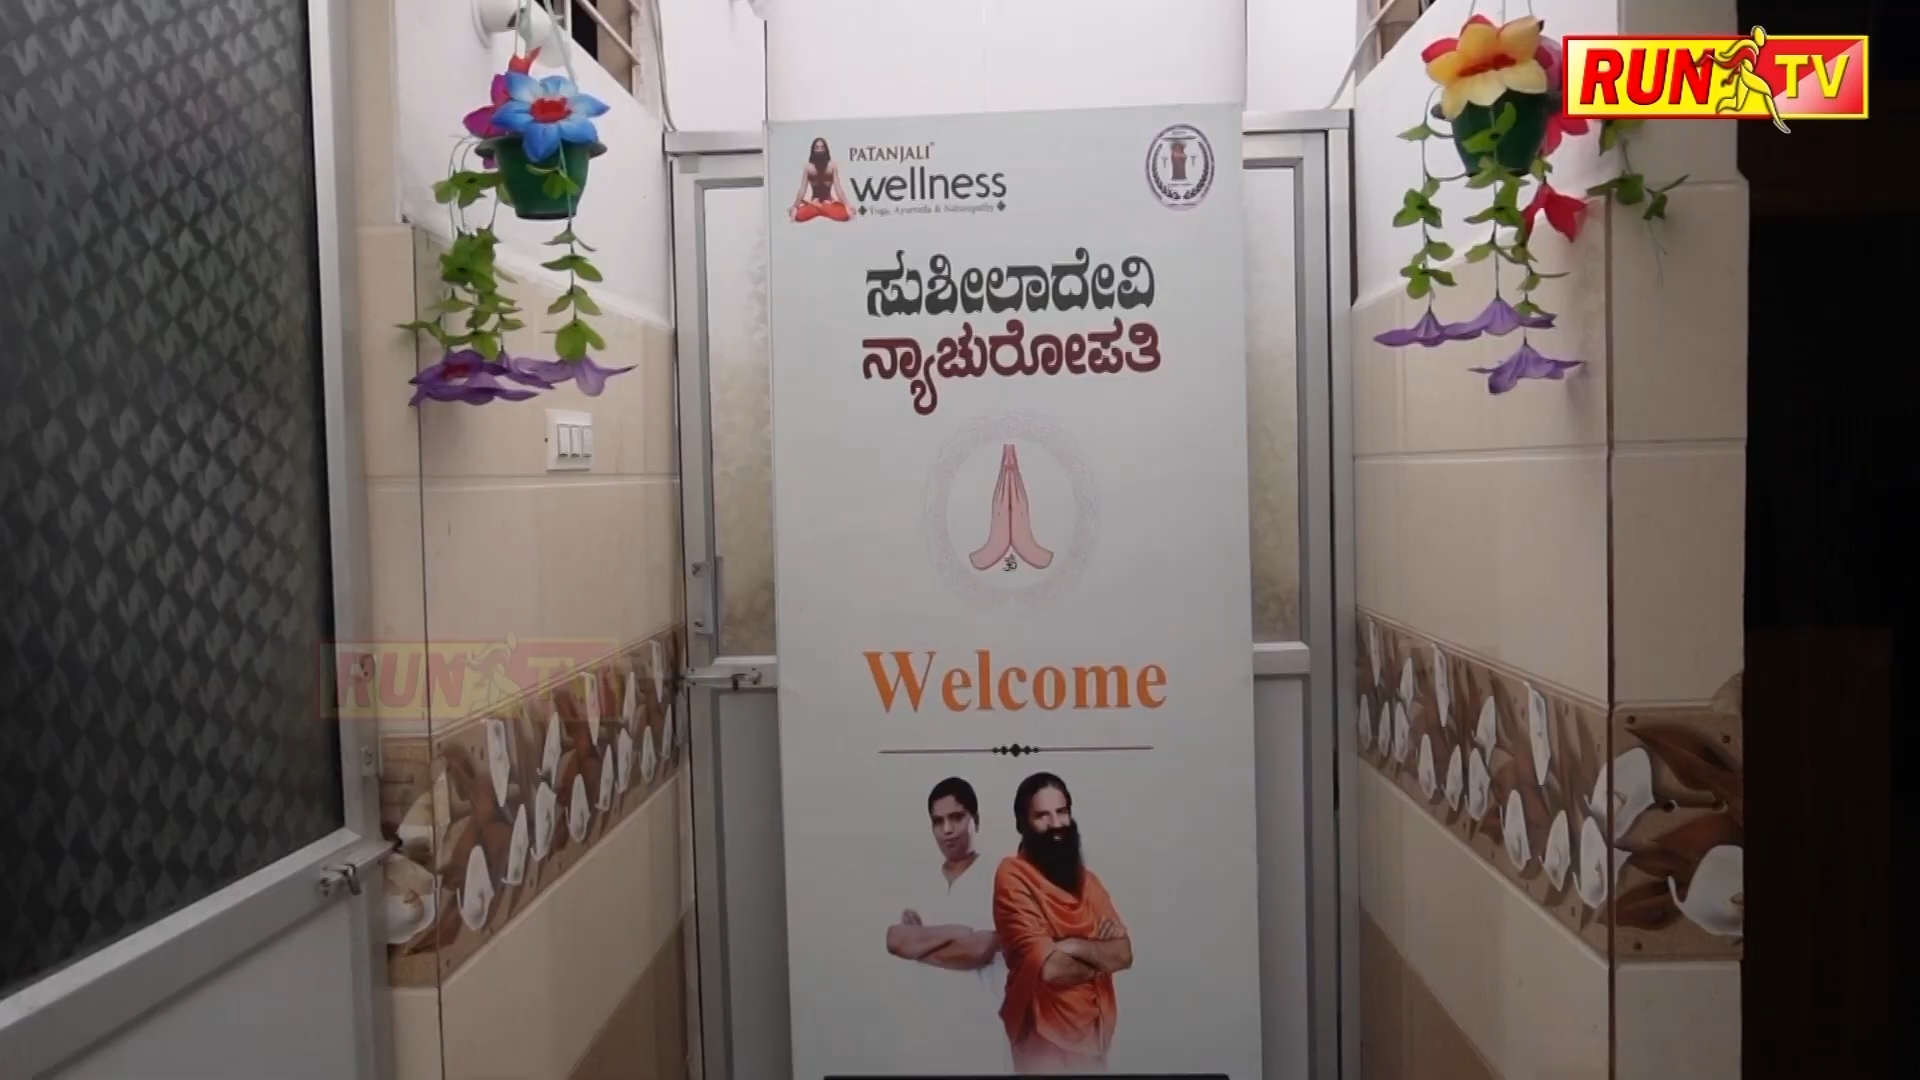 RUN TV
PATANJALI®
wellness
Yoga, Ayurveda & Naturopathy
T T
ಸುಶೀಲಾದೇವಿ
ನ್ಯಾಚುರೋಪತಿ
ॐ
Welcome
RUN TV